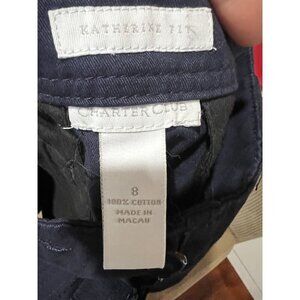 KATHERINE FIT
CHARTER CLUB
8
100% COTTON
MADE IN
MACAU